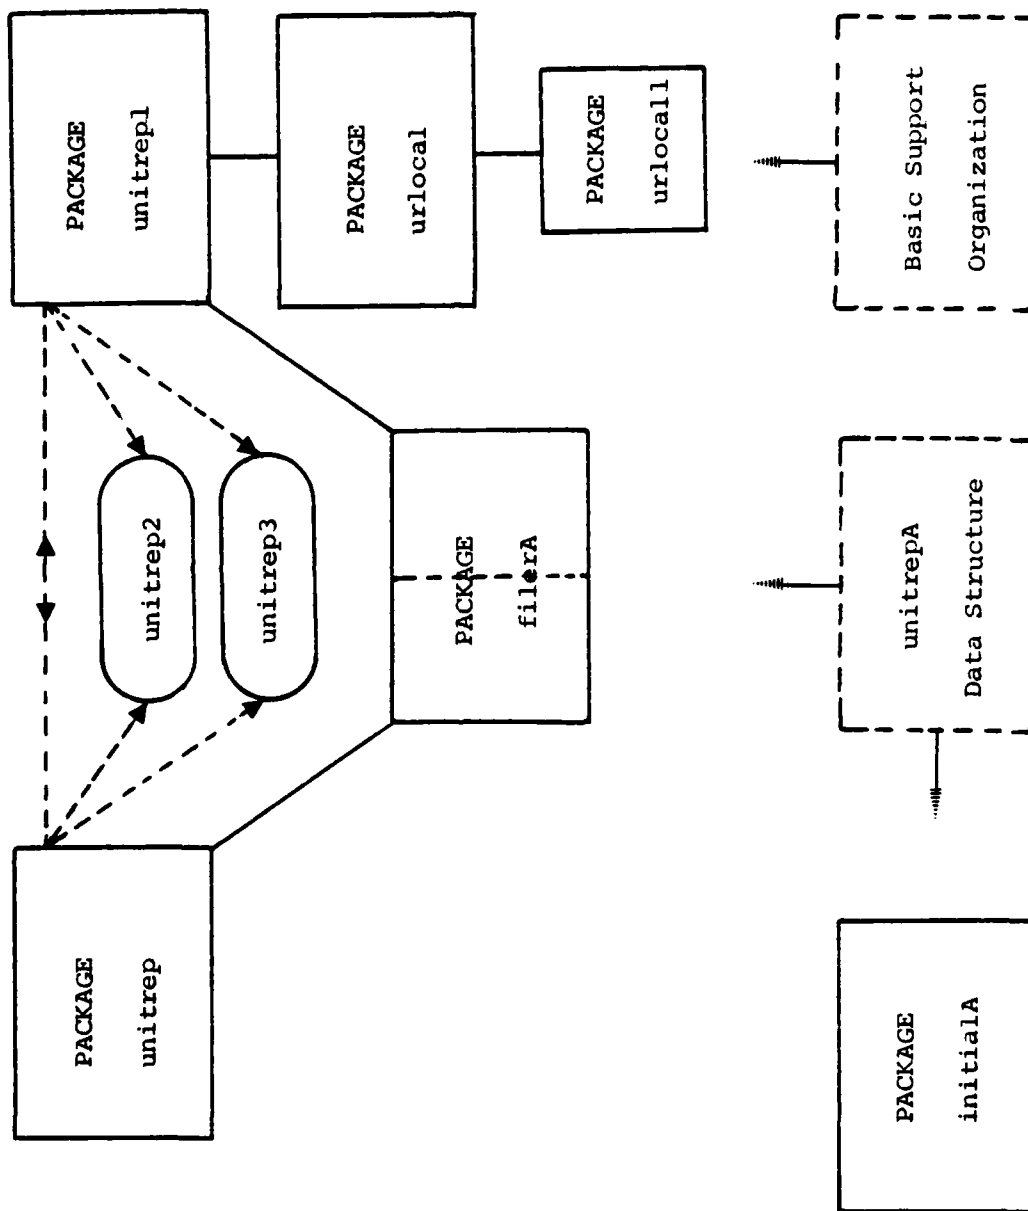 PACKAGE
unitrep
PACKAGE
unitrep1
unitrep2
unitrep3
PACKAGE
urlocal
PACKAGE
filerA
PACKAGE
urlocal1
PACKAGE
initialA
unitrepA
Data Structure
Basic Support
Organization